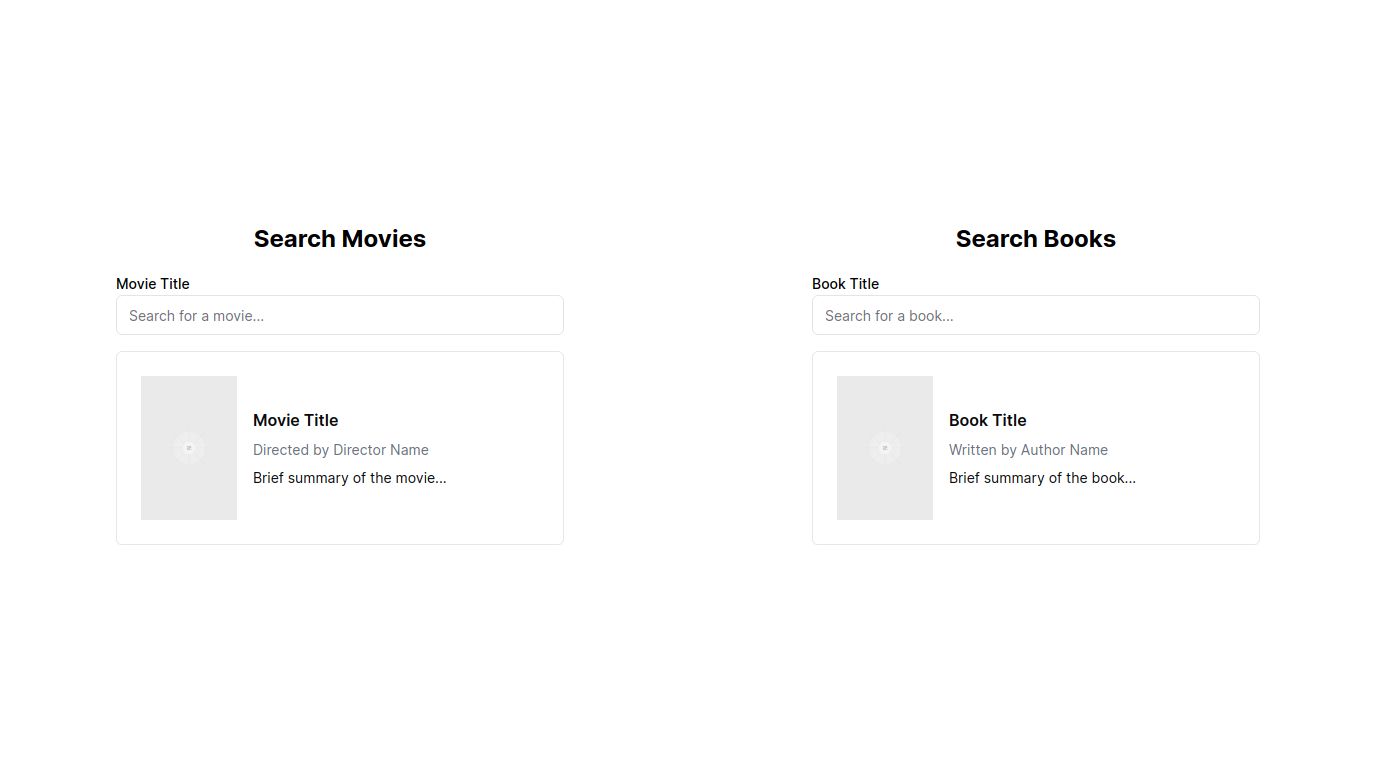 Search Movies
Movie Title
Search for a movie...
Movie Title
Directed by Director Name
Brief summary of the movie...
Search Books
Book Title
Search for a book...
Book Title
Written by Author Name
Brief summary of the book...